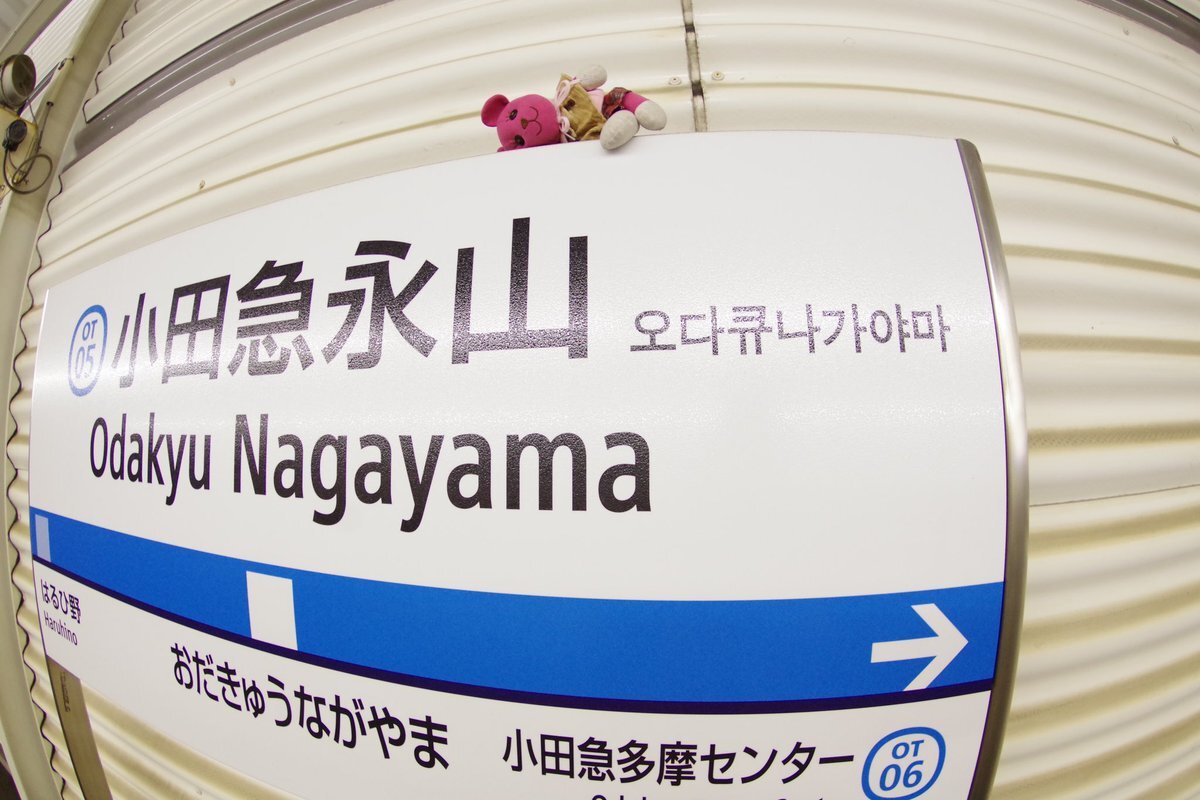 OT
05
小田急永山 오다큐나가야마
Odakyu Nagayama
はるひ野
Haruhino
おだきゅうながやま
小田急多摩センター
OT
06